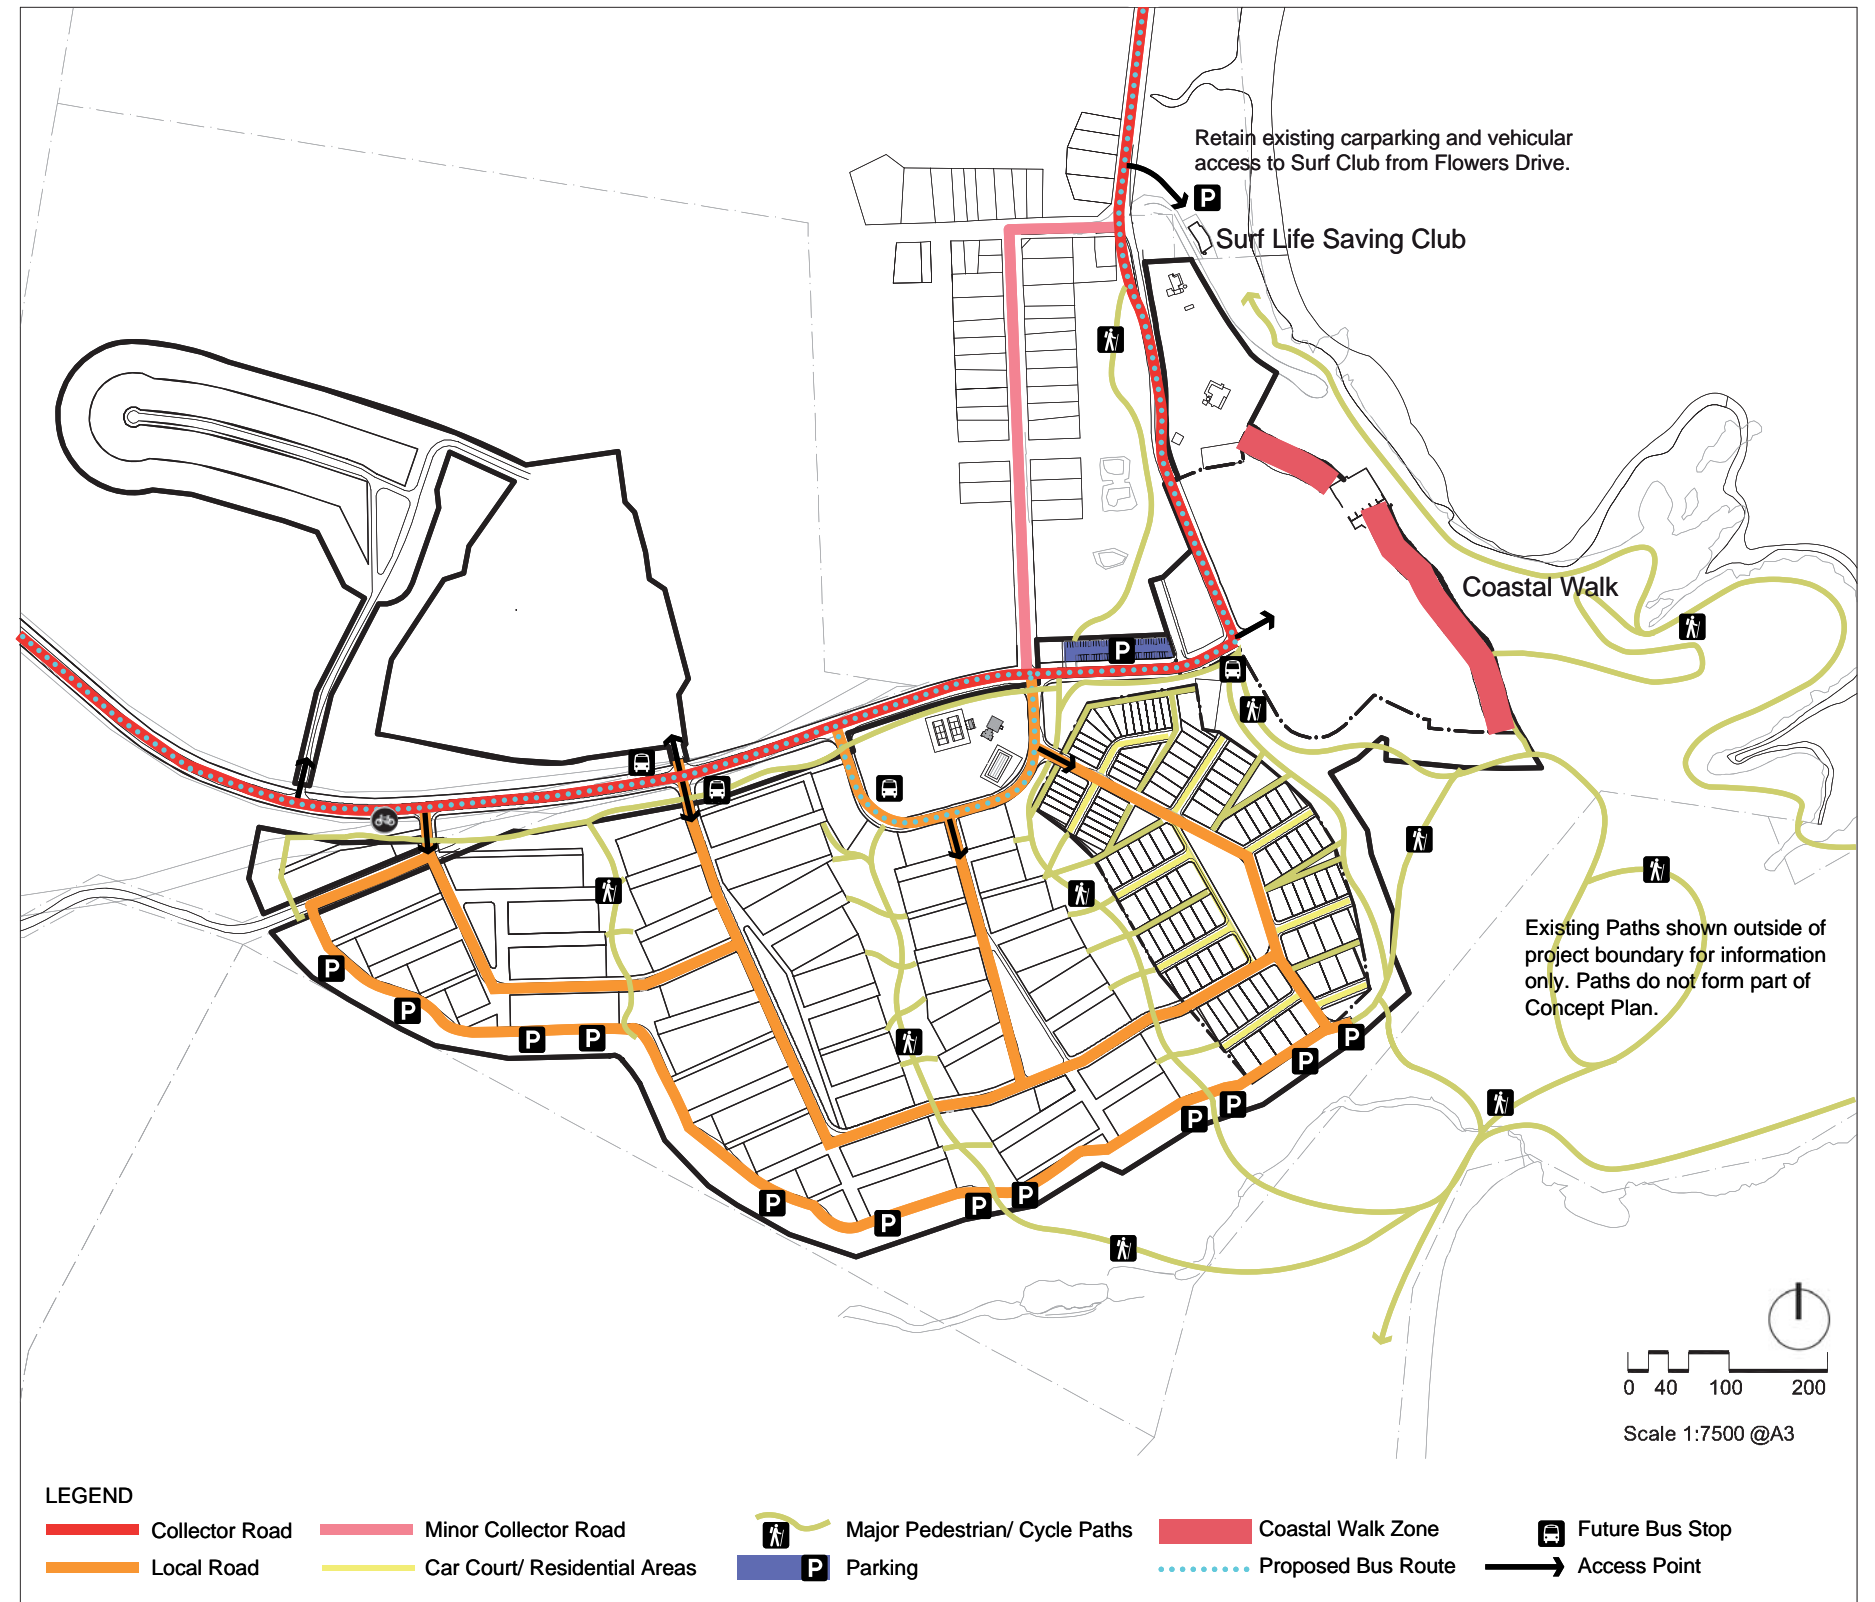 Retain existing carparking and vehicular
access to Surf Club from Flowers Drive.
P
Surf Life Saving Club
Coastal Walk
P
Existing Paths shown outside of
project boundary for information
only. Paths do not form part of
Concept Plan.
P
P
P
P
P
P
P
P
P
P
P
P
0 40 100 200
Scale 1:7500 @A3
LEGEND
Collector Road
Minor Collector Road
Major Pedestrian/ Cycle Paths
Coastal Walk Zone
Future Bus Stop
Local Road
Car Court/ Residential Areas
P
Parking
Proposed Bus Route
Access Point